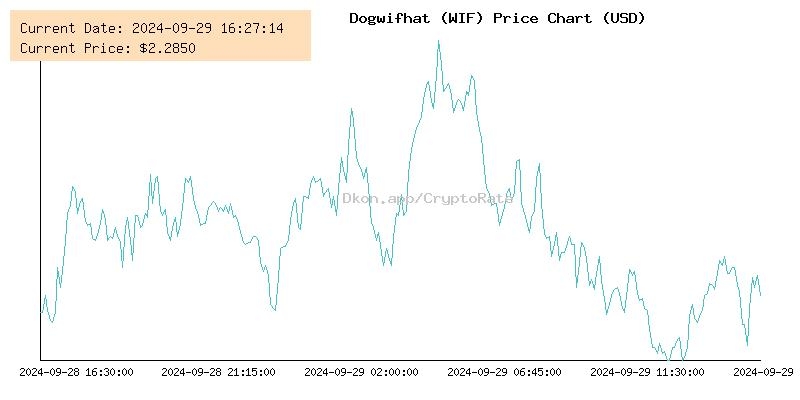 Dogwifhat (WIF) Price Chart (USD)
Current Date: 2024-09-29 16:27:14
Current Price: $2.2850
Dkon.app/CryptoRate
2024-09-28 16:30:00
2024-09-28 21:15:00
2024-09-29 02:00:00
2024-09-29 06:45:00
2024-09-29 11:30:00
2024-09-29